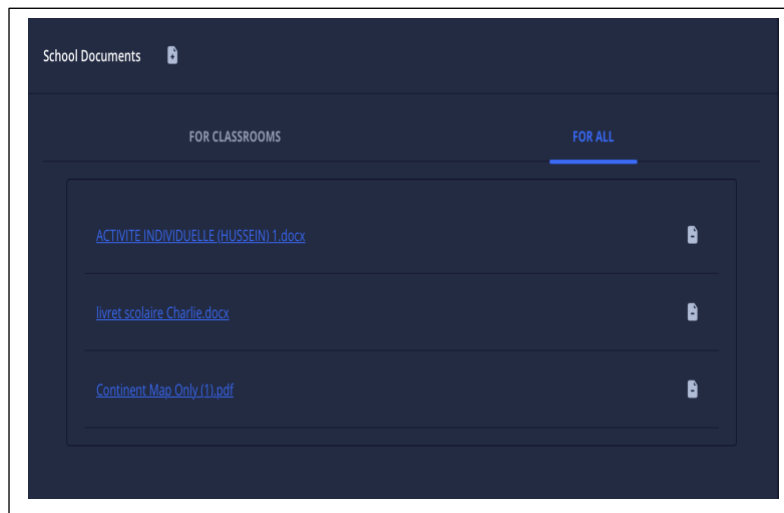 School Documents
FOR CLASSROOMS
FOR ALL
ACTIVITE INDIVIDUELLE (HUSSEIN) 1.docx
livret scolaire Charlie.docx
Continent Map Only (1).pdf